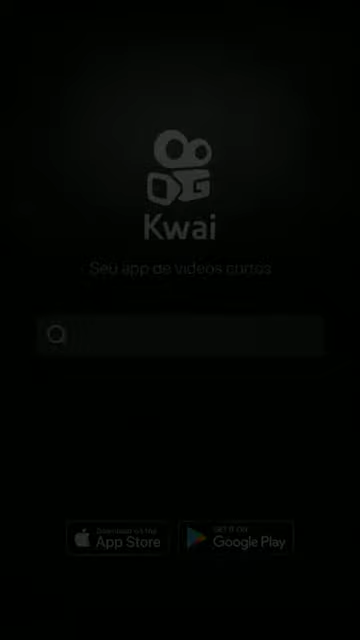 Kwai
Seu app de vídeos curtos
Download on the
App Store
GET IT ON
Google Play